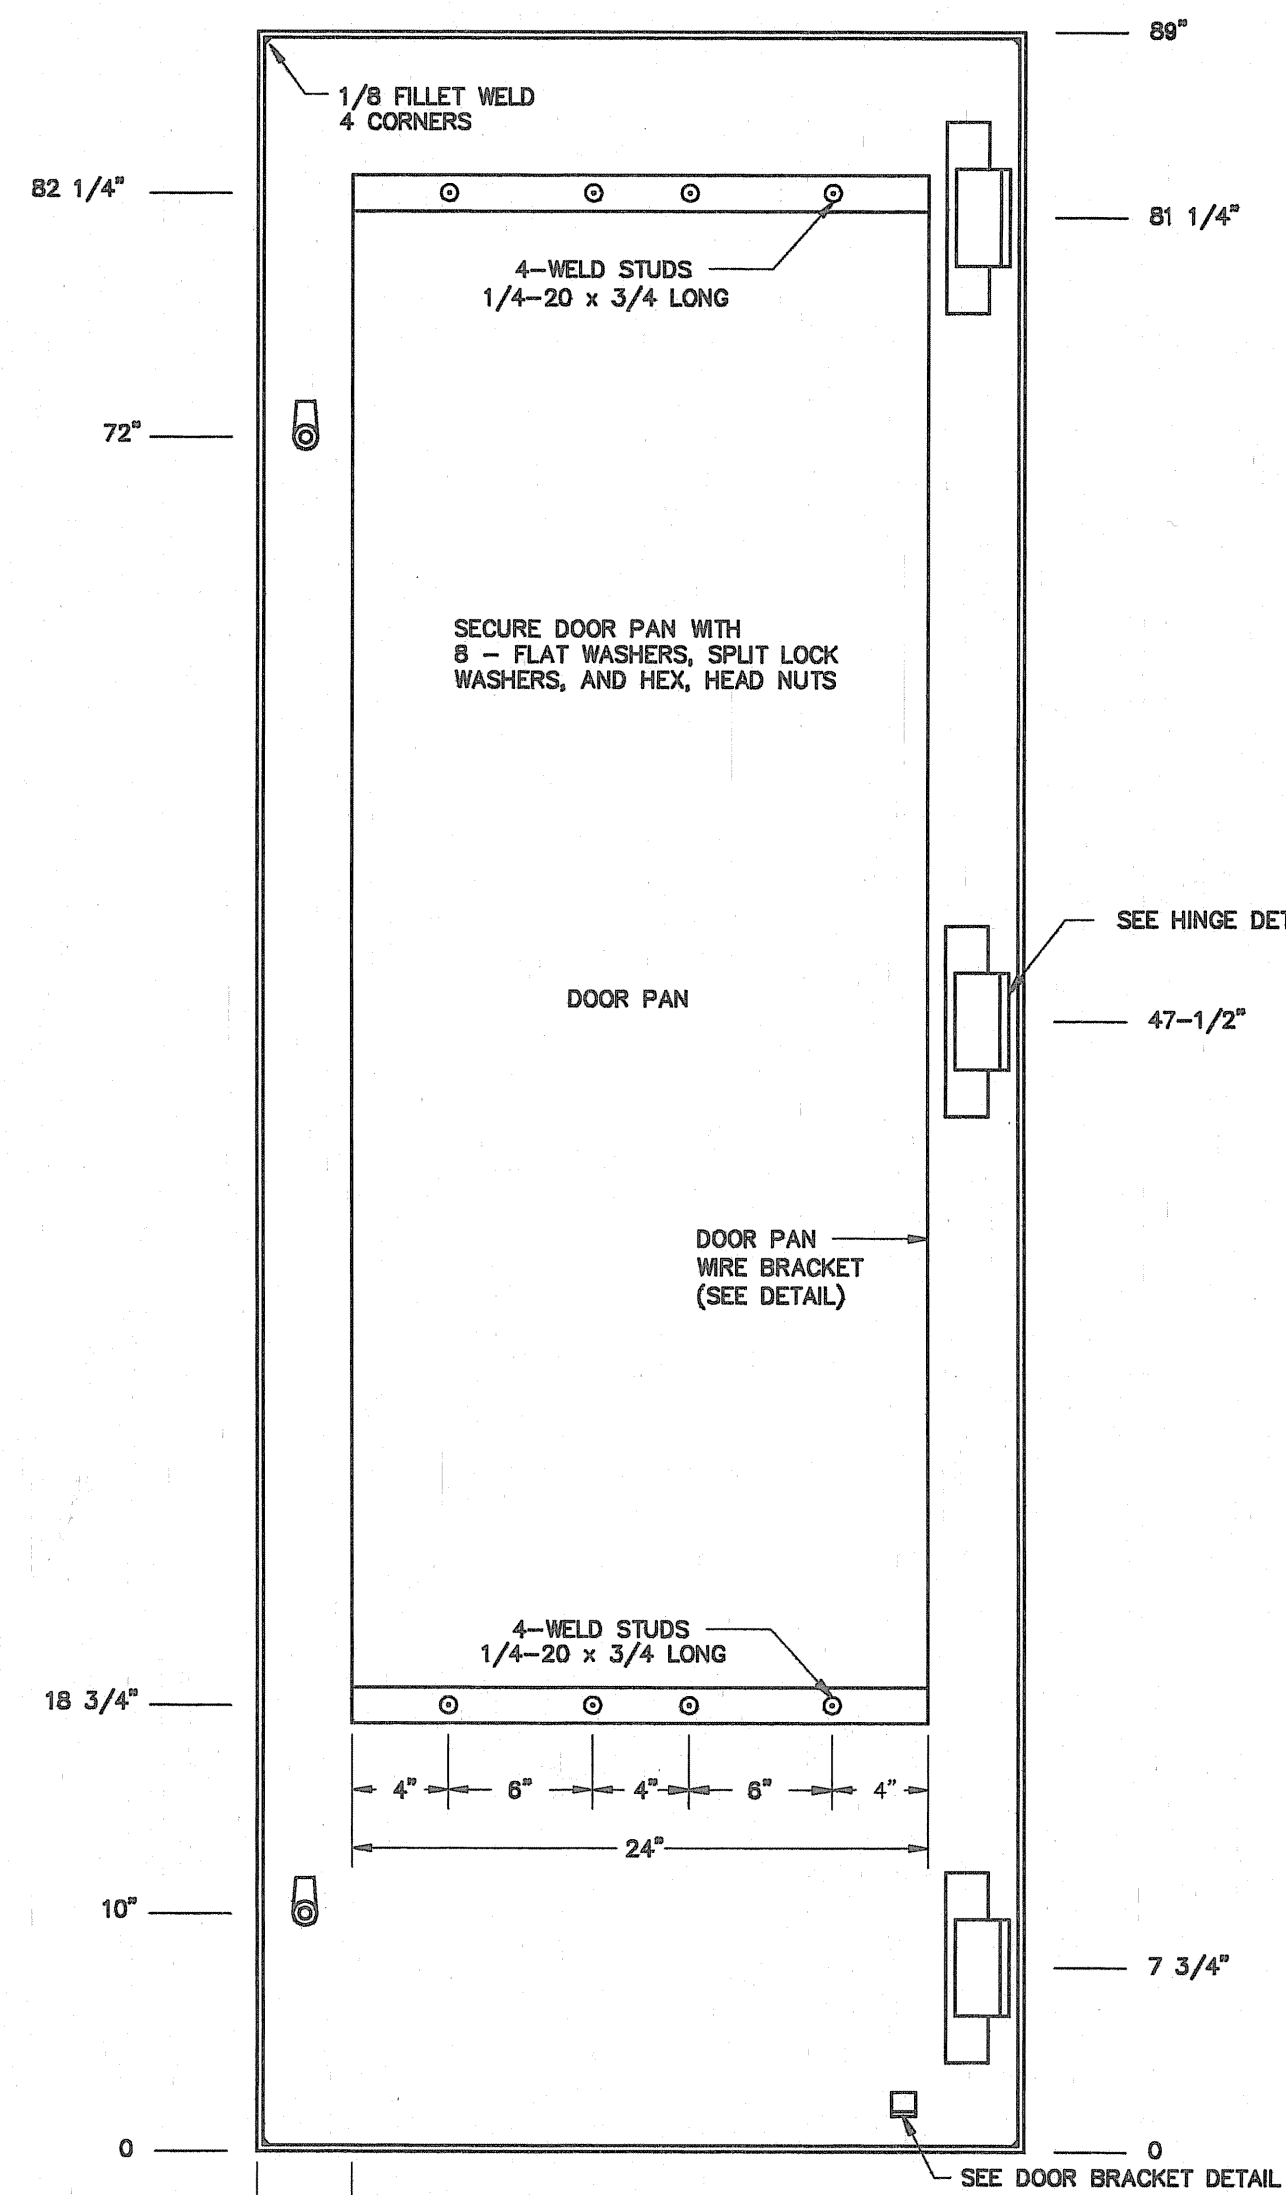 89"
1/8 FILLET WELD
4 CORNERS
82 1/4"
81 1/4"
4-WELD STUDS
1/4-20 x 3/4 LONG
72"
SECURE DOOR PAN WITH
8 - FLAT WASHERS, SPLIT LOCK
WASHERS, AND HEX, HEAD NUTS
SEE HINGE DET
DOOR PAN
47-1/2"
DOOR PAN
WIRE BRACKET
(SEE DETAIL)
4-WELD STUDS
1/4-20 x 3/4 LONG
18 3/4"
4" 6" 4" 6" 4"
24"
10"
7 3/4"
0
0
SEE DOOR BRACKET DETAIL